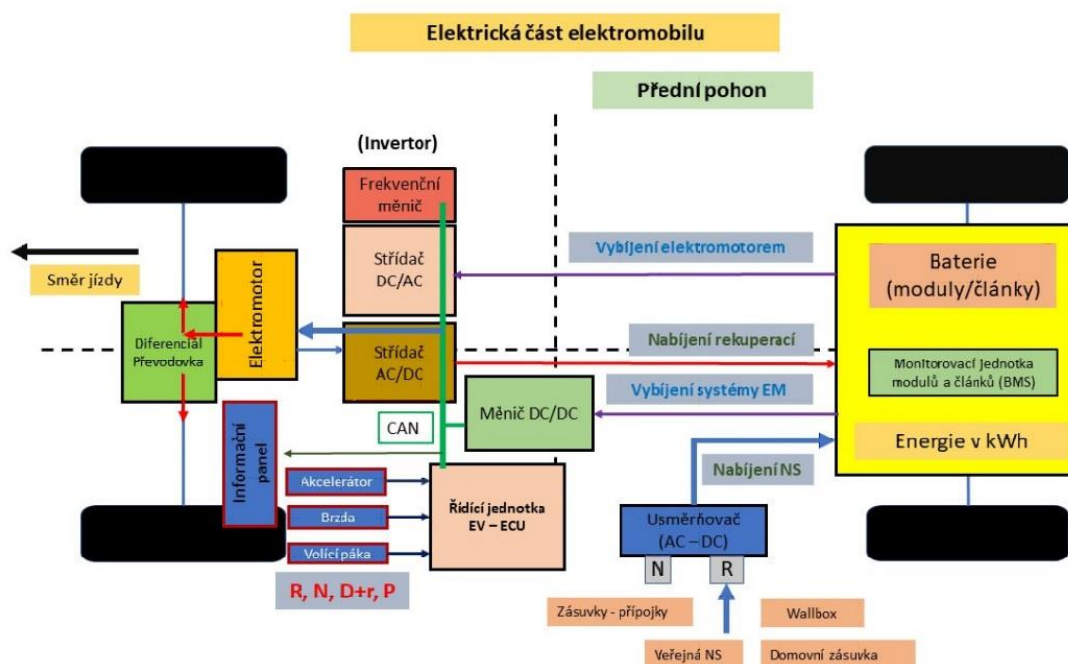 Elektrická část elektromobilu
Přední pohon
(Invertor)
Frekvenční
měnič
Směr jízdy
Střídač
DC/AC
Vybíjení elektromotorem
Baterie
(moduly/články)
Elektromotor
Diferenciál
Převodovka
Střídač
AC/DC
Nabíjení rekuperací
Monitorovací jednotka
modulů a článků (BMS)
Měnič DC/DC
Vybíjení systémy EM
CAN
Energie v kWh
Informační
panel
Nabíjení NS
Akcelerátor
Brzda
Volící páka
Řídící jednotka
EV – ECU
Usměrňovač
(AC – DC)
N
R
R, N, D+r, P
Zásuvky - přípojky
Wallbox
Veřejná NS
Domovní zásuvka